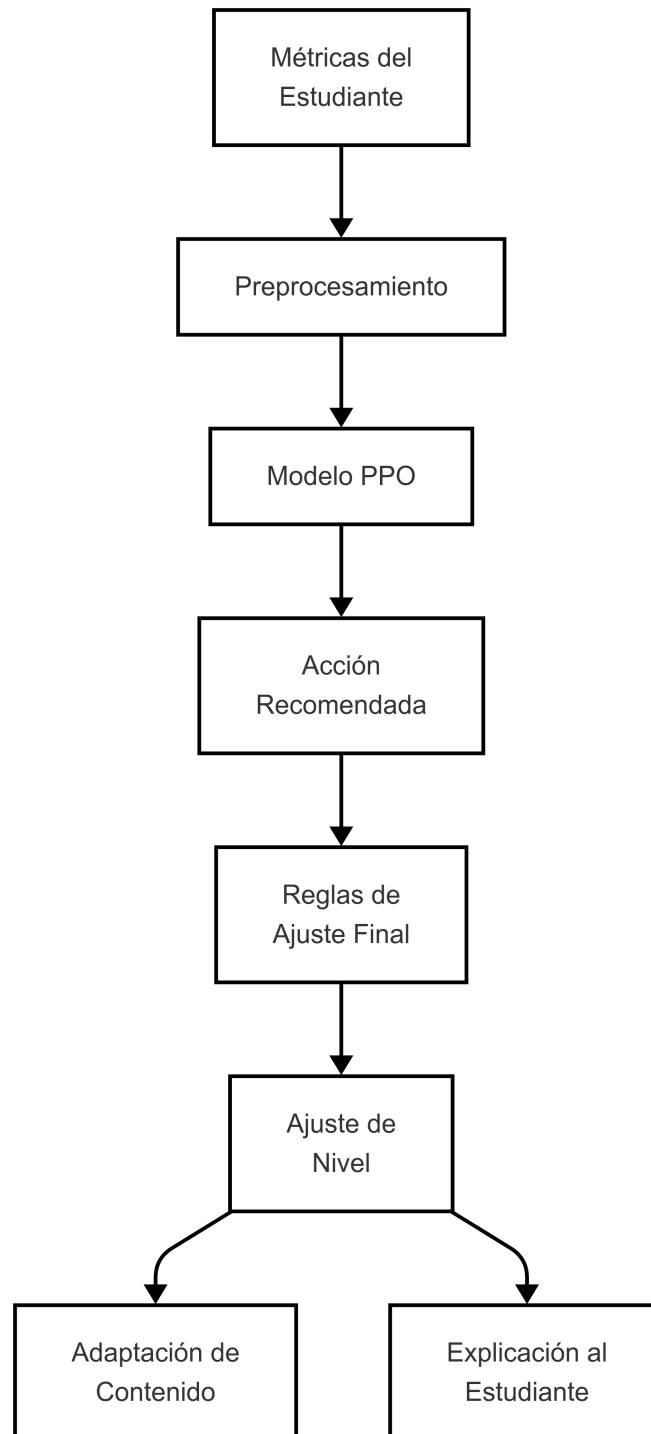 Métricas del
Estudiante
Preprocesamiento
Modelo PPO
Acción
Recomendada
Reglas de
Ajuste Final
Ajuste de
Nivel
Adaptación de
Contenido
Explicación al
Estudiante